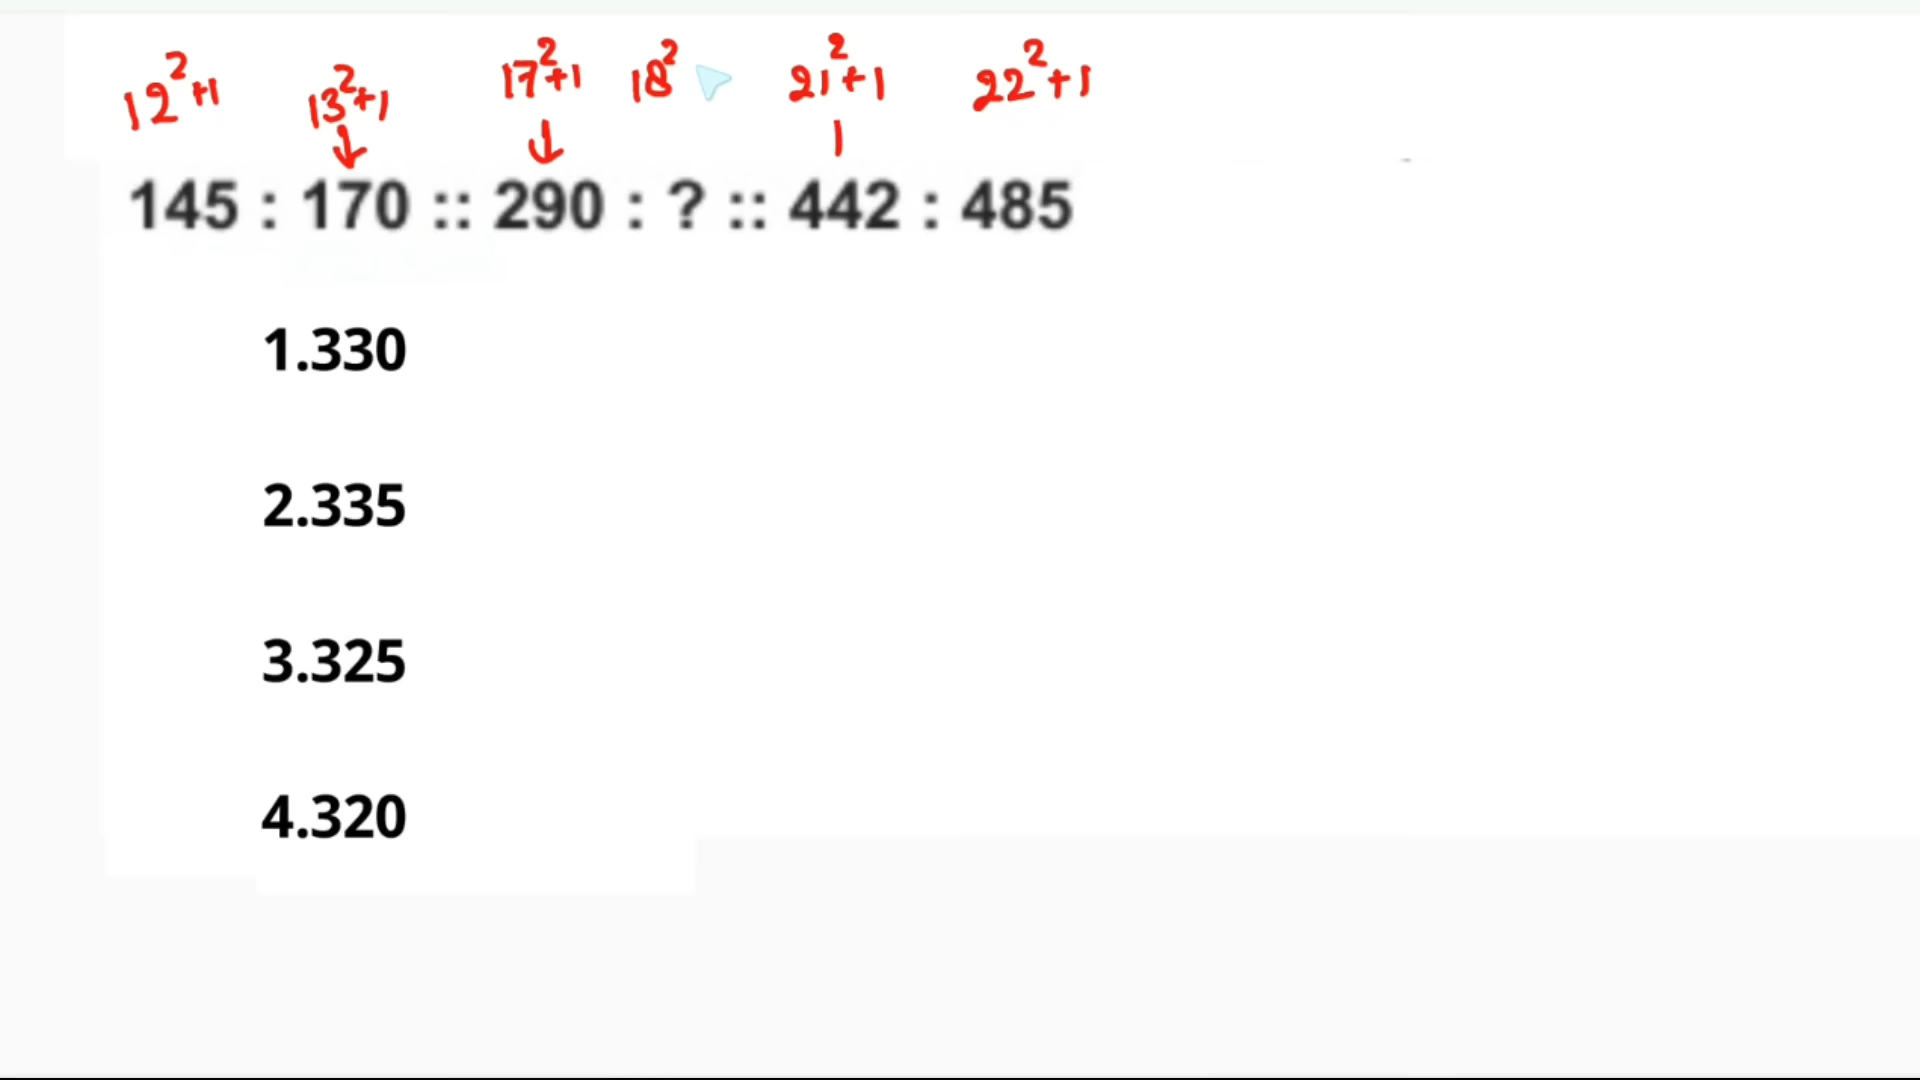 12²+1 13²+1 17²+1 18² 21²+1 22²+1
145 : 170 :: 290 : ? :: 442 : 485
1.330
2.335
3.325
4.320